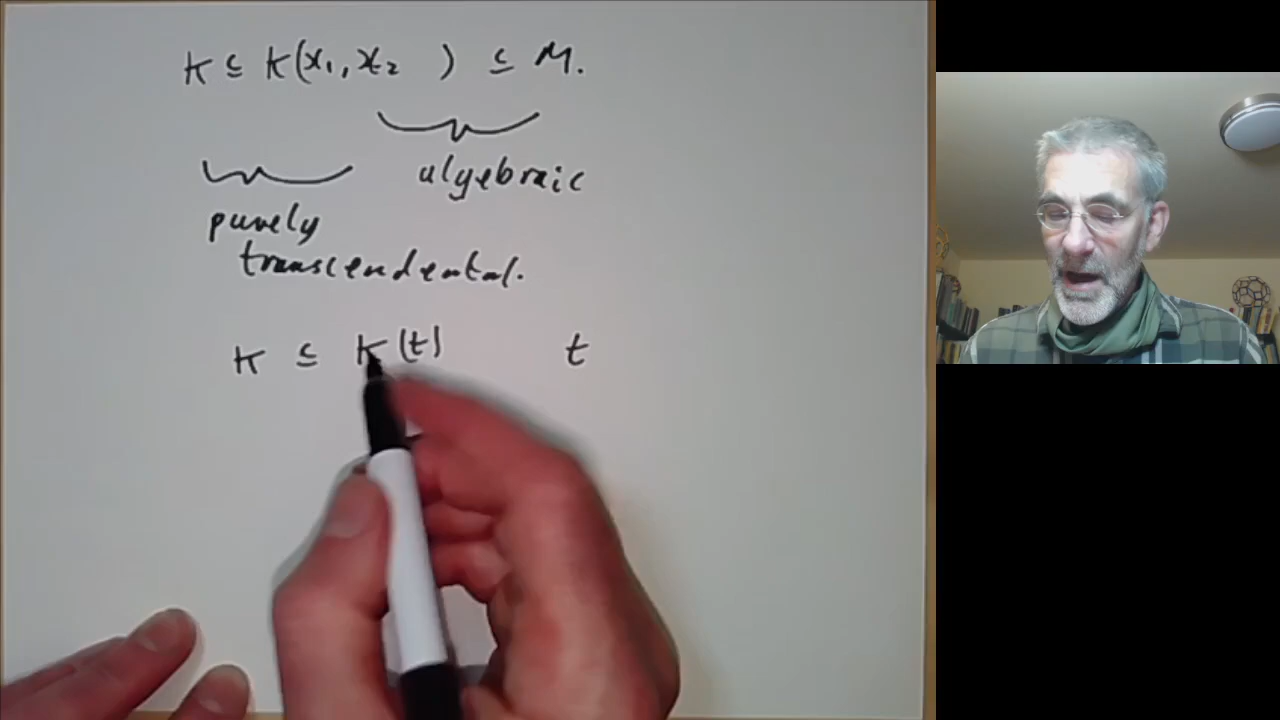 K ⊆ K(x₁, x₂ ) ⊆ M.
algebraic
purely
transcendental.
K ⊆ K(t) t